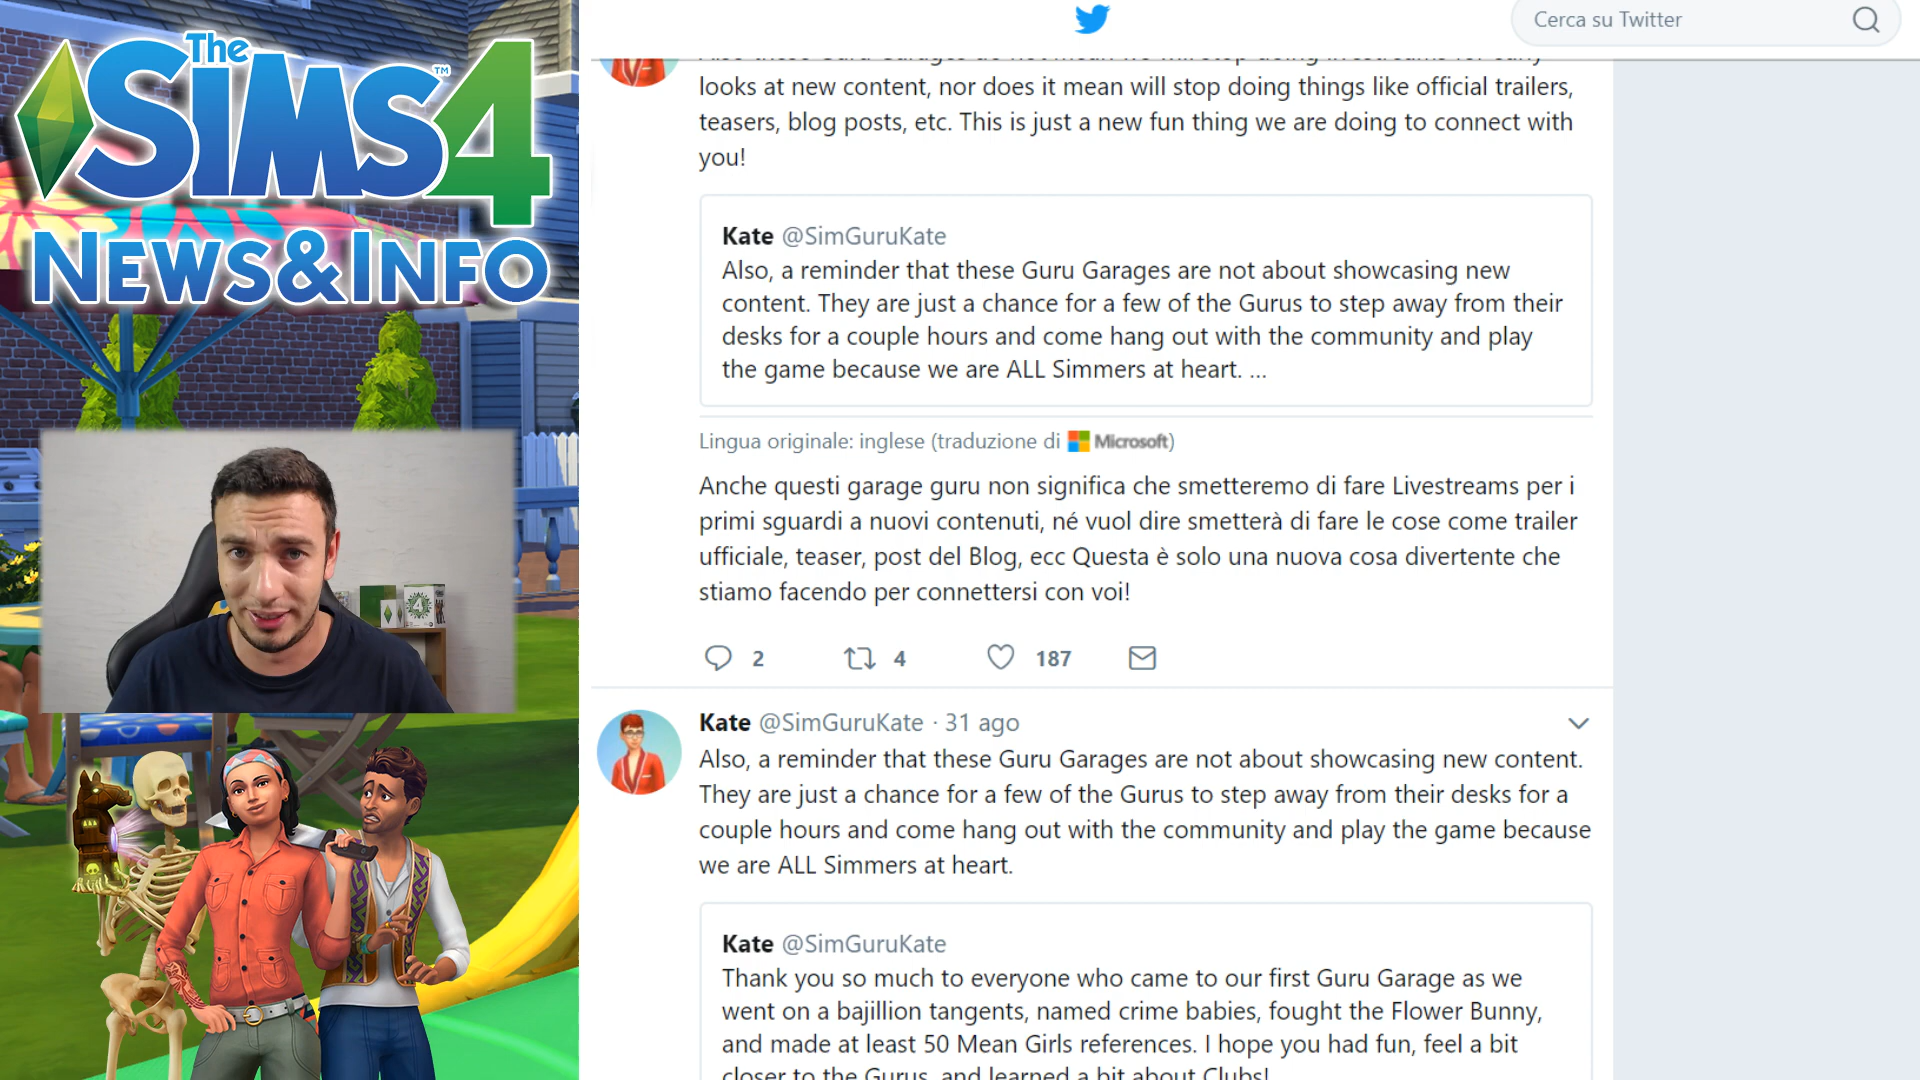 The
SIMS 4
TM
NEWS&INFO
Cerca su Twitter
looks at new content, nor does it mean will stop doing things like official trailers,
teasers, blog posts, etc. This is just a new fun thing we are doing to connect with
you!
Kate @SimGuruKate
Also, a reminder that these Guru Garages are not about showcasing new
content. They are just a chance for a few of the Gurus to step away from their
desks for a couple hours and come hang out with the community and play
the game because we are ALL Simmers at heart. ...
Lingua originale: inglese (traduzione di Microsoft)
Anche questi garage guru non significa che smetteremo di fare Livestreams per i
primi sguardi a nuovi contenuti, né vuol dire smetterà di fare le cose come trailer
ufficiale, teaser, post del Blog, ecc Questa è solo una nuova cosa divertente che
stiamo facendo per connettersi con voi!
2 4 187
Kate @SimGuruKate · 31 ago
Also, a reminder that these Guru Garages are not about showcasing new content.
They are just a chance for a few of the Gurus to step away from their desks for a
couple hours and come hang out with the community and play the game because
we are ALL Simmers at heart.
Kate @SimGuruKate
Thank you so much to everyone who came to our first Guru Garage as we
went on a bajillion tangents, named crime babies, fought the Flower Bunny,
and made at least 50 Mean Girls references. I hope you had fun, feel a bit
closer to the Gurus, and learned a bit about Clubs!